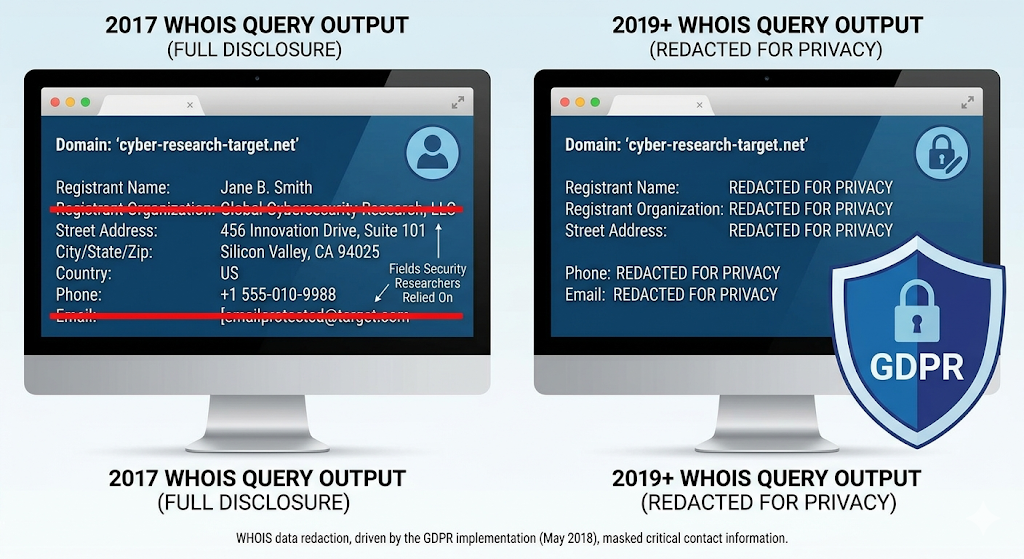 2017 WHOIS QUERY OUTPUT
(FULL DISCLOSURE)
Domain: ‘cyber-research-target.net’
Registrant Name: Jane B. Smith
Registrant Organization: Global Cybersecurity Research, LLC
Street Address: 456 Innovation Drive, Suite 101
City/State/Zip: Silicon Valley, CA 94025
Country: US
Phone: +1 555-010-9988
Email: [emailprotected@target.com
Fields Security
Researchers
Relied On
2017 WHOIS QUERY OUTPUT
(FULL DISCLOSURE)
2019+ WHOIS QUERY OUTPUT
(REDACTED FOR PRIVACY)
Domain: ‘cyber-research-target.net’
Registrant Name: REDACTED FOR PRIVACY
Registrant Organization: REDACTED FOR PRIVACY
Street Address: REDACTED FOR PRIVACY
Phone: REDACTED FOR PRIVACY
Email: REDACTED FOR PRIVACY
GDPR
2019+ WHOIS QUERY OUTPUT
(REDACTED FOR PRIVACY)
WHOIS data redaction, driven by the GDPR implementation (May 2018), masked critical contact information.